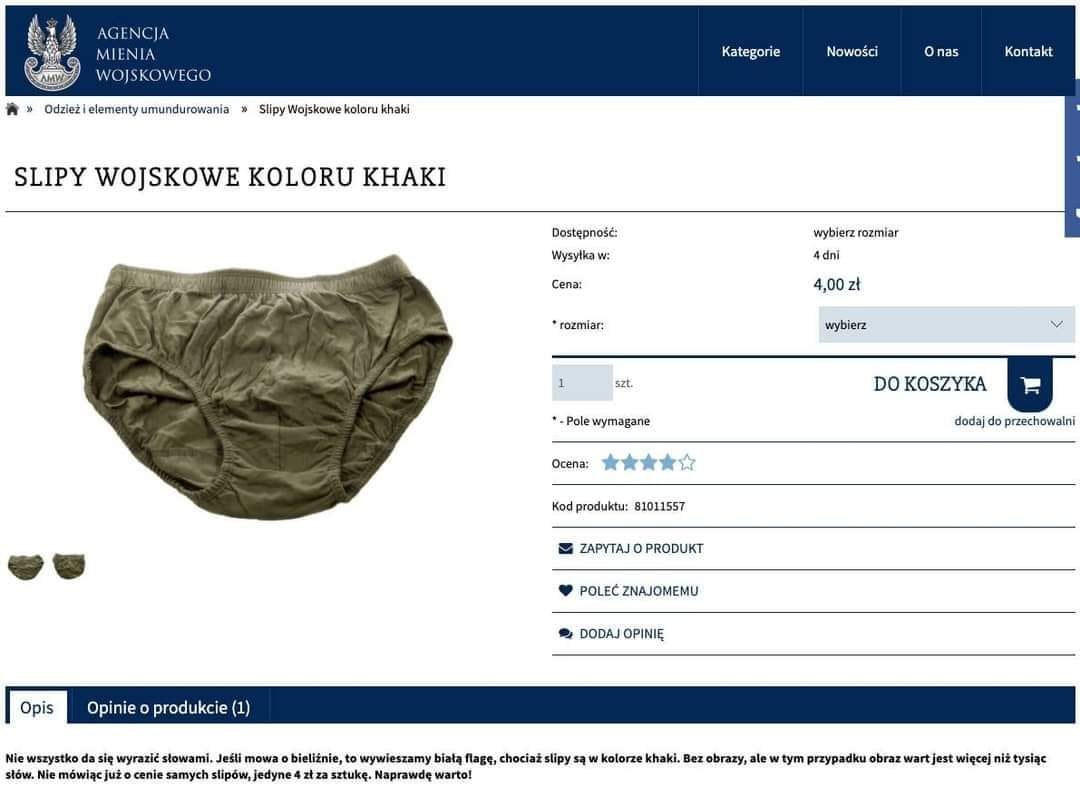 AGENCJA
MIENIA
WOJSKOWEGO
AMW
Kategorie
Nowości
O nas
Kontakt
» Odzież i elementy umundurowania » Slipy Wojskowe koloru khaki
SLIPY WOJSKOWE KOLORU KHAKI
Dostępność: wybierz rozmiar
Wysyłka w: 4 dni
Cena: 4,00 zł
* rozmiar: wybierz
1 szt. DO KOSZYKA
* - Pole wymagane dodaj do przechowalni
Ocena:
Kod produktu: 81011557
ZAPYTAJ O PRODUKT
POLEĆ ZNAJOMEMU
DODAJ OPINIĘ
Opis Opinie o produkcie (1)
Nie wszystko da się wyrazić słowami. Jeśli mowa o bieliźnie, to wywieszamy białą flagę, chociaż slipy są w kolorze khaki. Bez obrazy, ale w tym przypadku obraz wart jest więcej niż tysiąc
słów. Nie mówiąc już o cenie samych slipów, jedyne 4 zł za sztukę. Naprawdę warto!